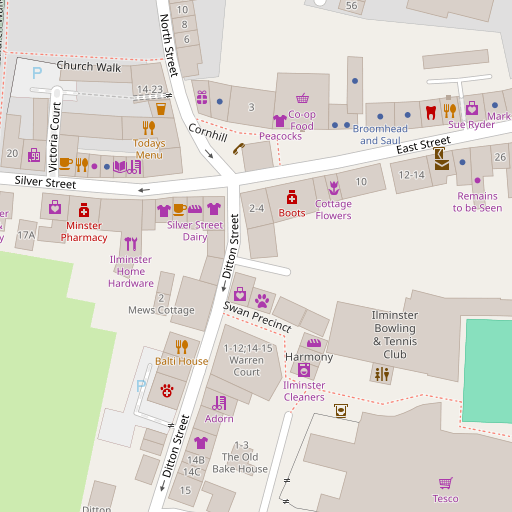 56
10
8
6
North Street
P
Church Walk
14-23
3
Co-op
Food
Peacocks
Broomhead
and Saul
Sue Ryder
Mark
Victoria Court
Todays
Menu
Cornhill
East Street
20
26
Silver Street
10
12-14
Remains
to be Seen
2-4
Boots
Cottage
Flowers
17A
Minster
Pharmacy
Silver Street
Dairy
Ilminster
Home
Hardware
Ditton Street
2
Mews Cottage
Swan Precinct
Ilminster
Bowling
& Tennis
Club
Balti House
1-12;14-15
Warren
Court
Harmony
P
Ilminster
Cleaners
Adorn
Ditton Street
1-3
The Old
Bake House
14B
14C
15
Tesco
Ditton